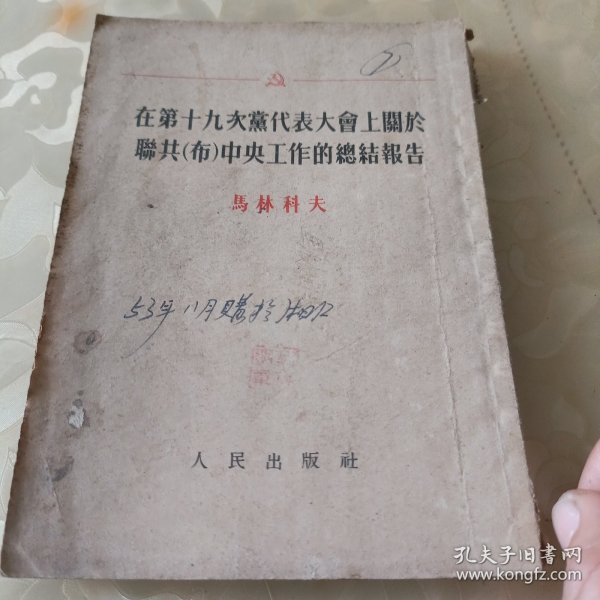 在第十九次黨代表大會上關於
聯共(布)中央工作的總結報告
馬林科夫
53年八月購於
人民出版社
孔夫子旧书网
www.kongfz.com